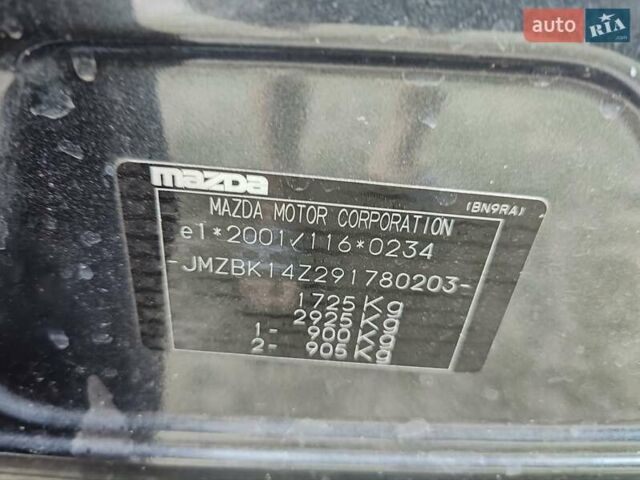 auto RIA.com
mazda
(BN9RA)
MAZDA MOTOR CORPORATION
e1*2001/116*0234
-JMZBK14Z291780203-
1725 Kg
2925 Kg
1- 900 Kg
2- 905 Kg